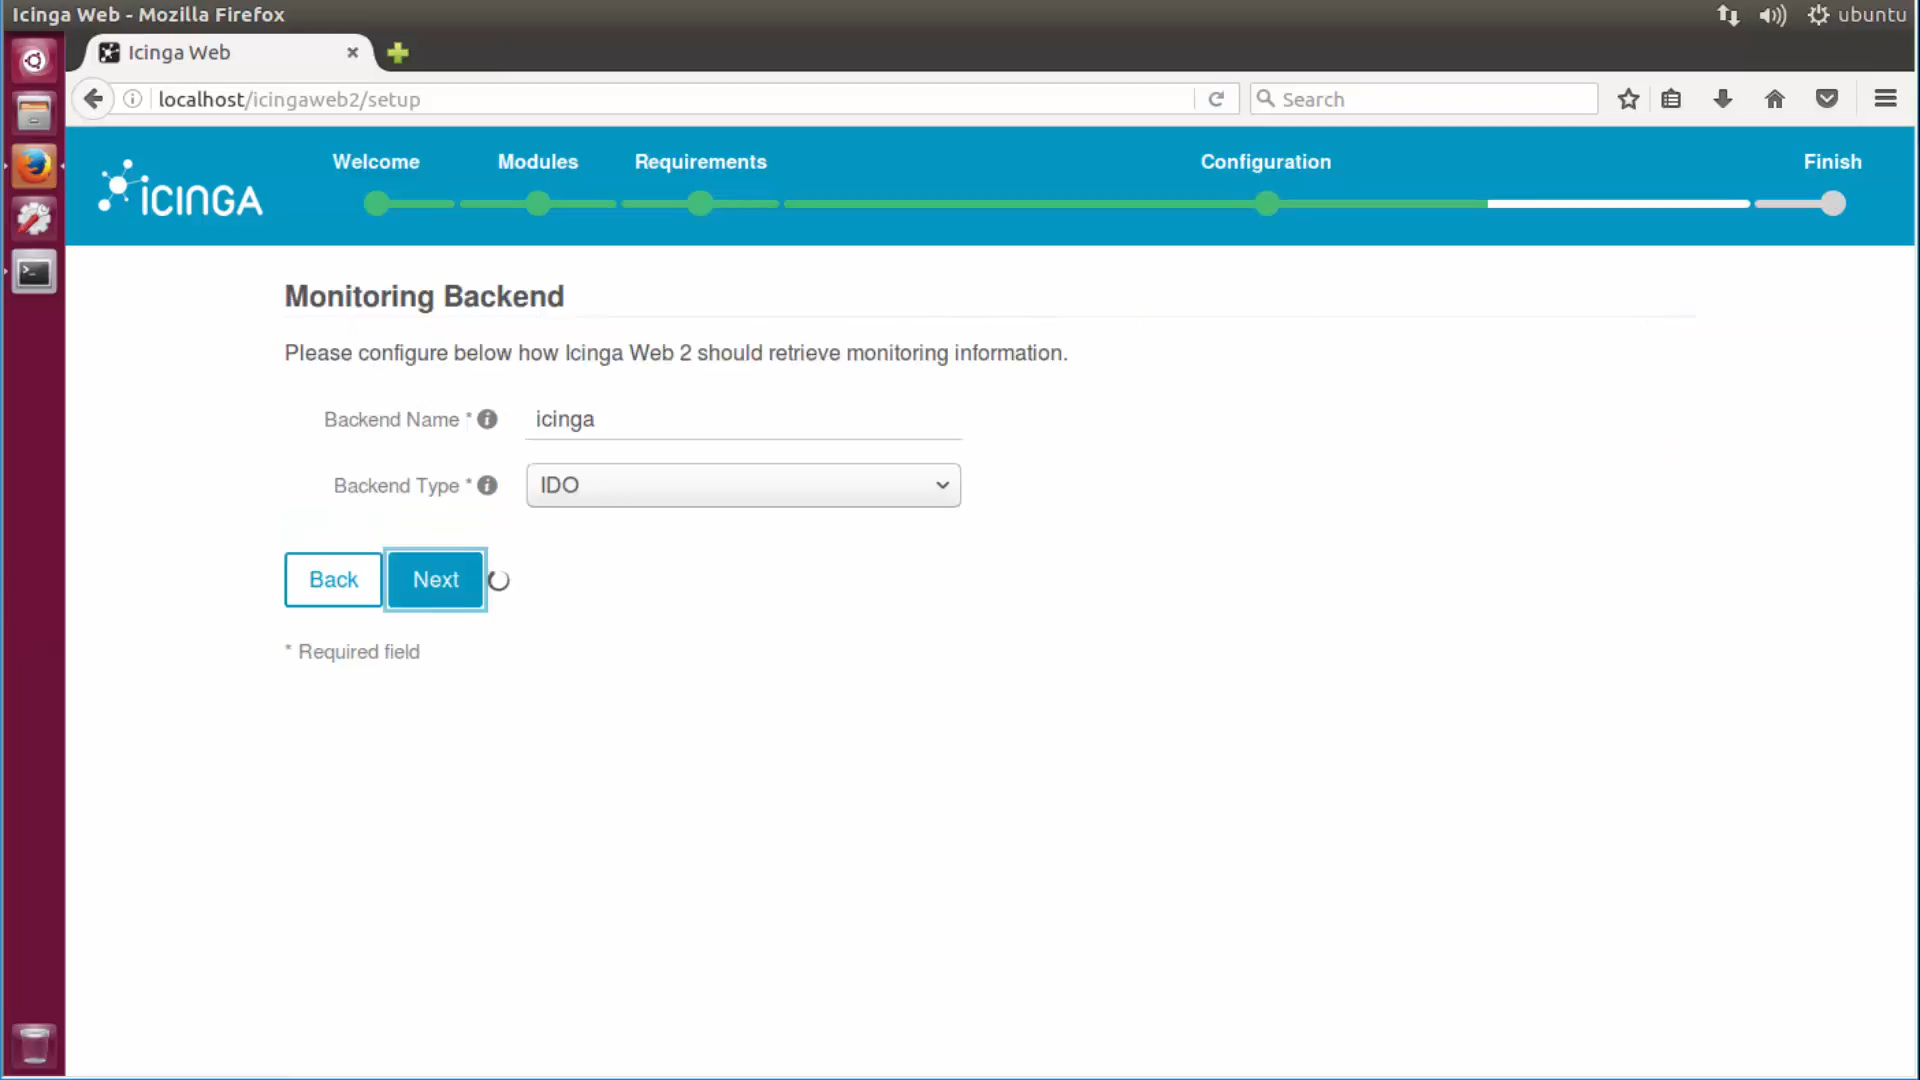 Icinga Web - Mozilla Firefox
ubuntu
Icinga Web
localhost/icingaweb2/setup
Search
ICINGA
Welcome
Modules
Requirements
Configuration
Finish
Monitoring Backend
Please configure below how Icinga Web 2 should retrieve monitoring information.
Backend Name *
icinga
Backend Type *
IDO
Back
Next
* Required field